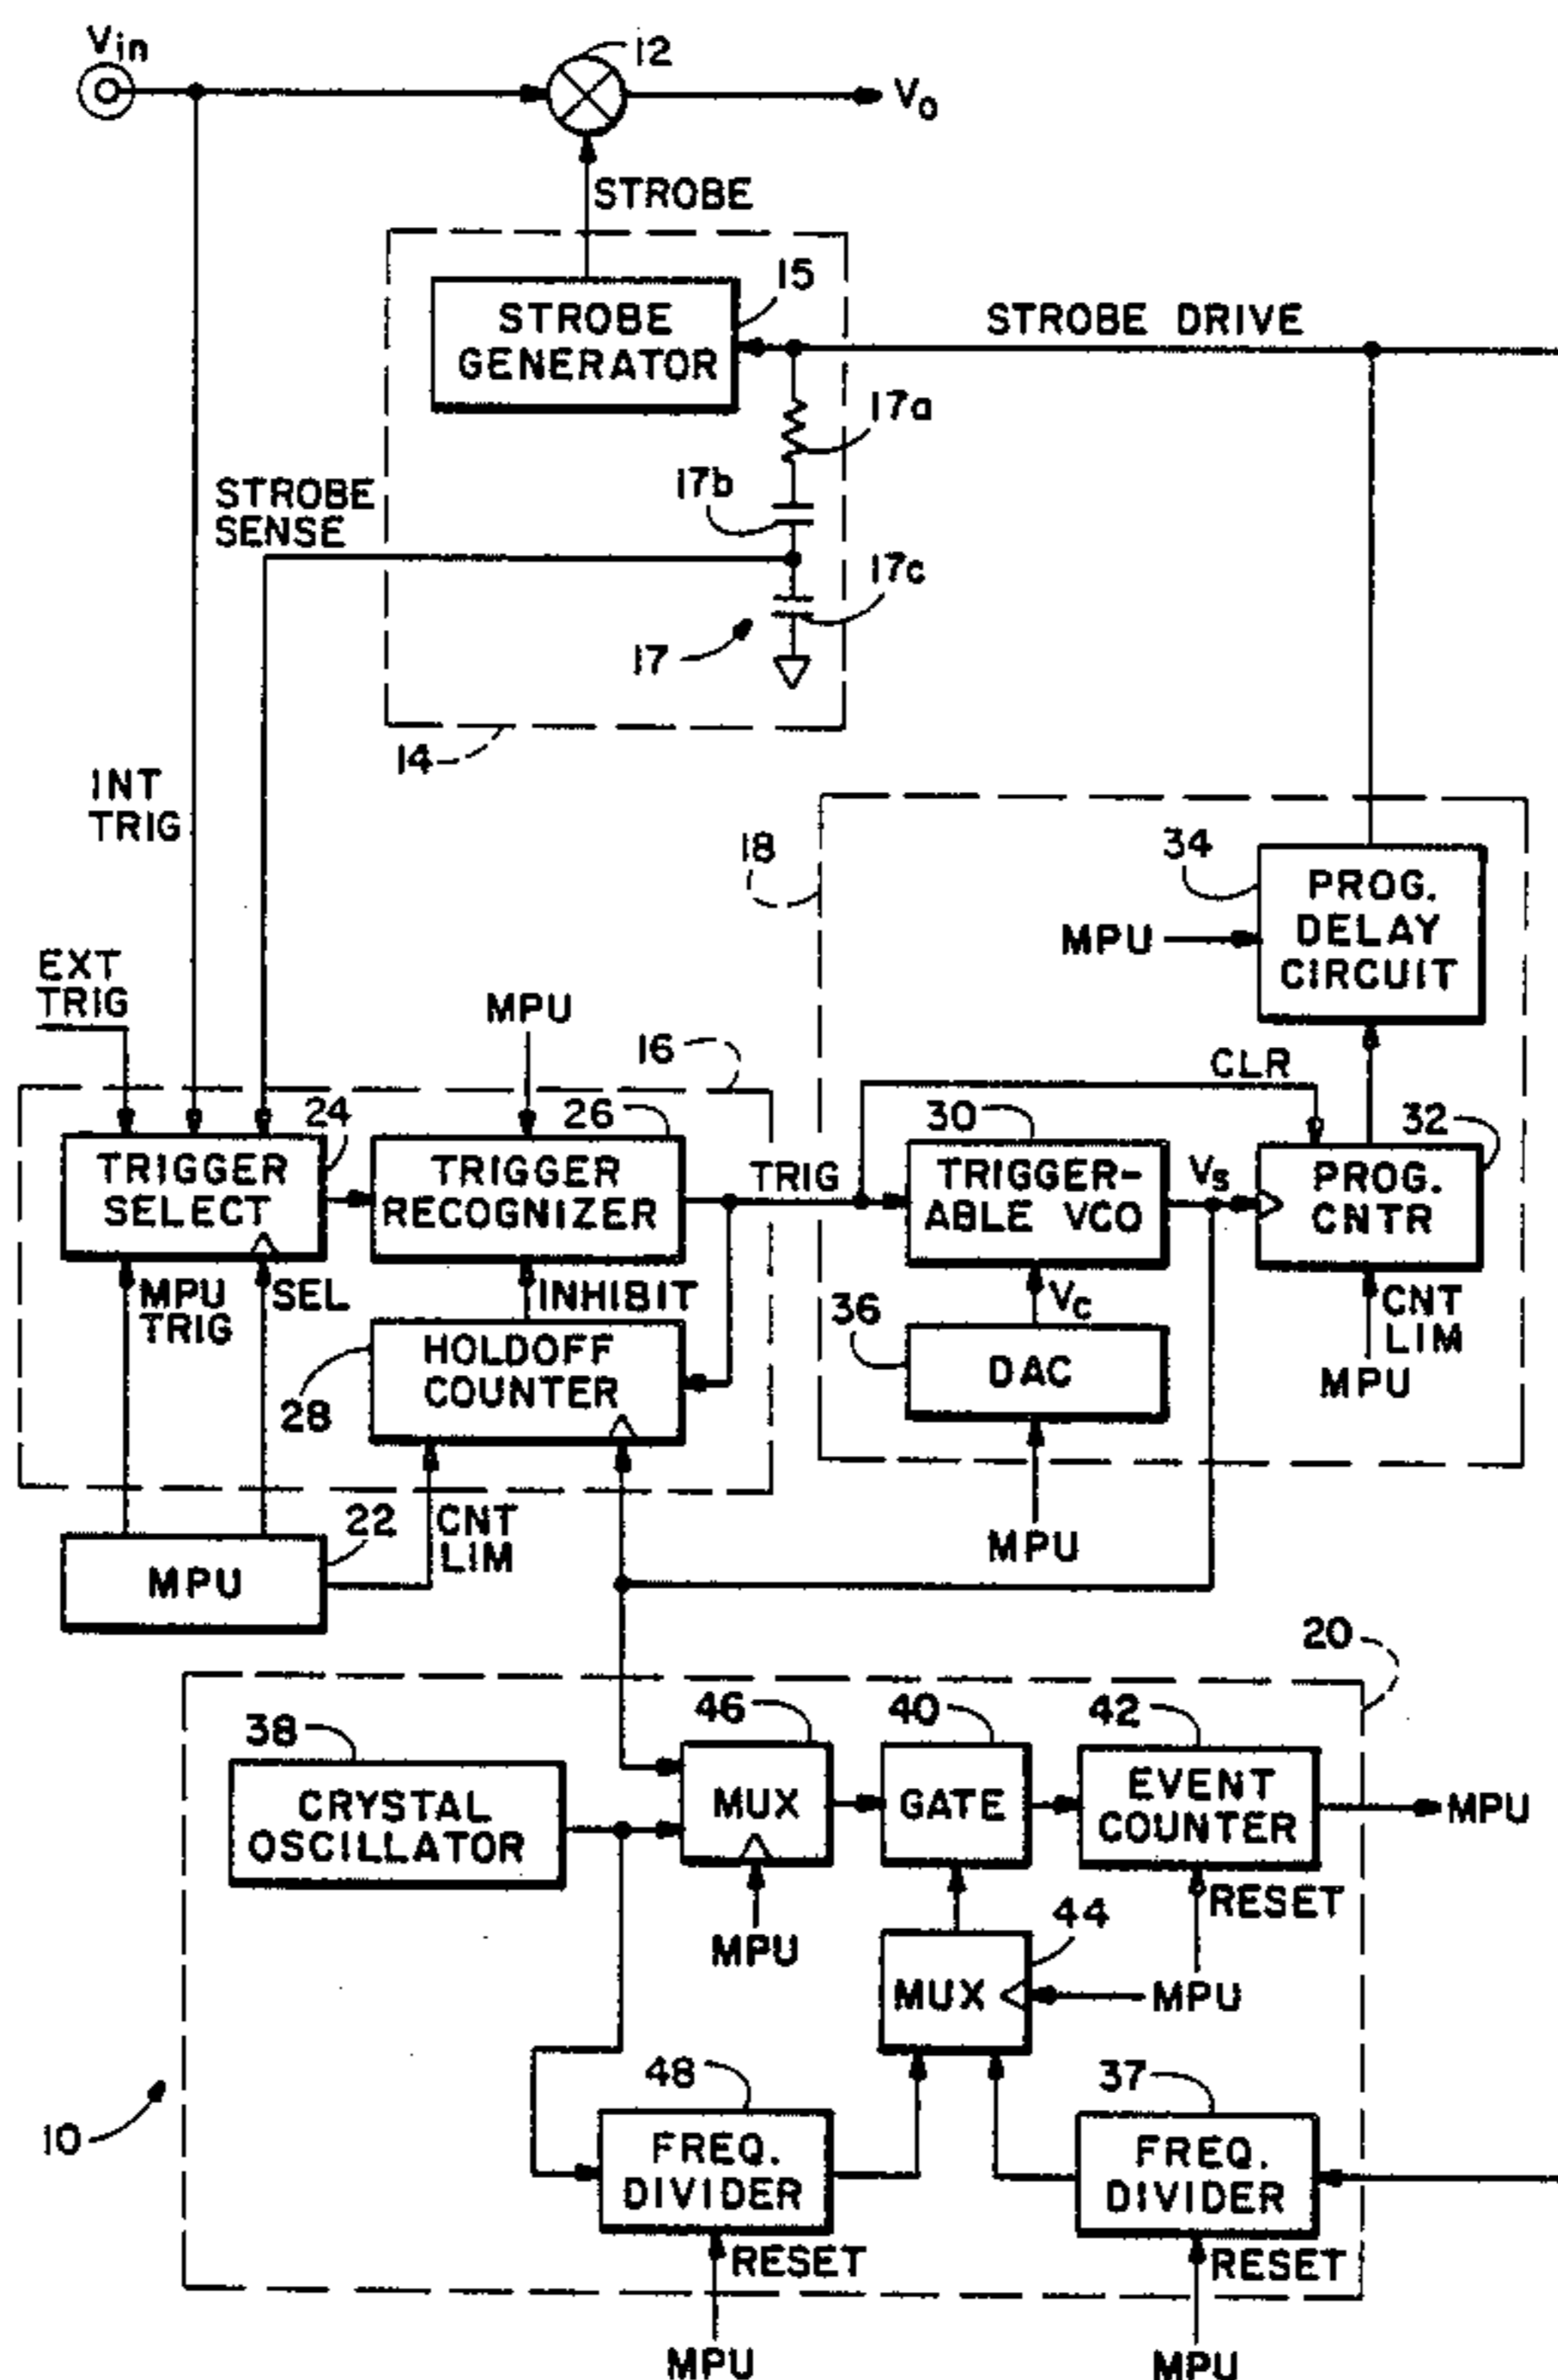 Vin
12
Vo
STROBE
15
STROBE
GENERATOR
STROBE DRIVE
17a
17b
STROBE
SENSE
17c
17
14
INT
TRIG
18
34
PROG.
DELAY
CIRCUIT
MPU
EXT
TRIG
MPU
16
CLR
24
26
30
32
TRIGGER
SELECT
TRIGGER
RECOGNIZER
TRIG
TRIGGER-
ABLE VCO
Vs
PROG.
CNTR
MPU
TRIG
SEL
INHIBIT
Vc
CNT
LIM
MPU
28
HOLDOFF
COUNTER
36
DAC
MPU
22
MPU
CNT
LIM
20
38
CRYSTAL
OSCILLATOR
46
MUX
40
GATE
42
EVENT
COUNTER
MPU
MPU
RESET
44
MUX
MPU
10
48
FREQ.
DIVIDER
37
FREQ.
DIVIDER
RESET
RESET
MPU
MPU